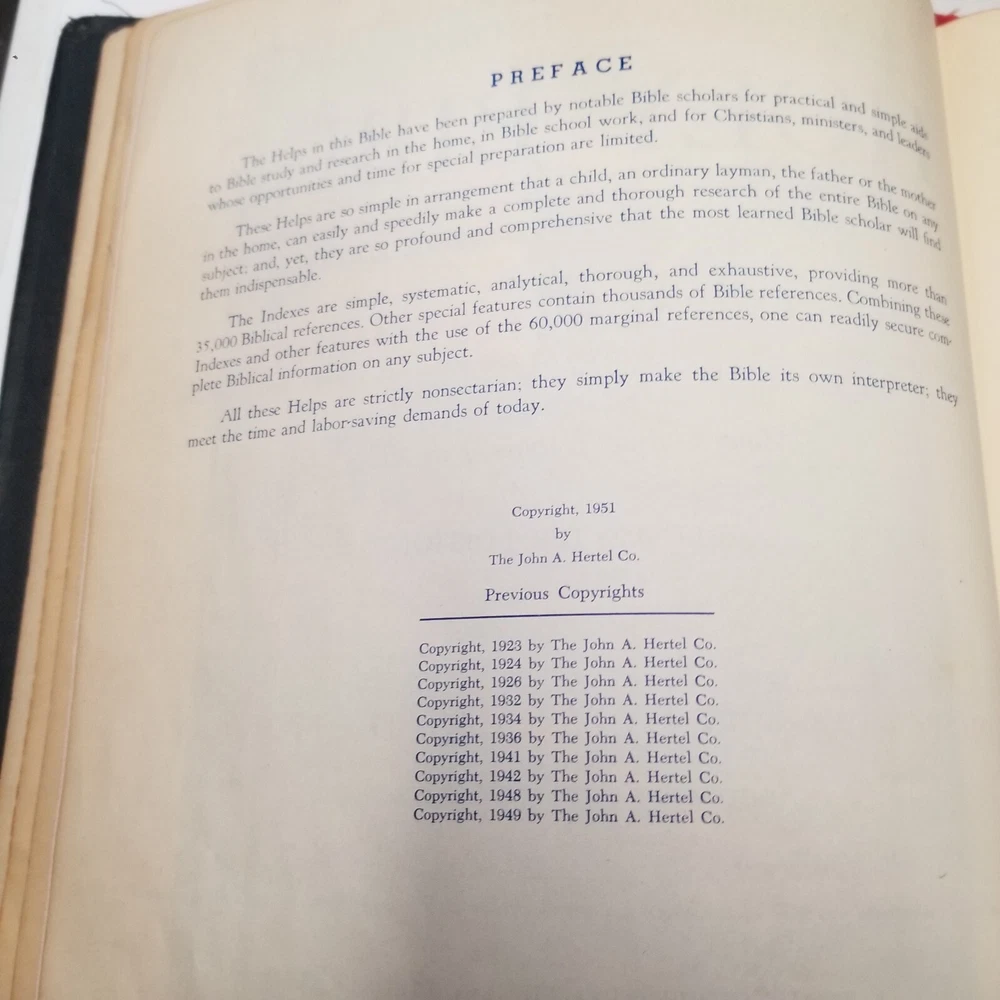 PREFACE
The Helps in this Bible have been prepared by notable Bible scholars for practical and simple aids
to Bible study and research in the home, in Bible school work, and for Christians, ministers, and leaders
whose opportunities and time for special preparation are limited.
These Helps are so simple in arrangement that a child, an ordinary layman, the father or the mother
in the home, can easily and speedily make a complete and thorough research of the entire Bible on any
subject; and, yet, they are so profound and comprehensive that the most learned Bible scholar will find
them indispensable.
The Indexes are simple, systematic, analytical, thorough, and exhaustive, providing more than
35,000 Biblical references. Other special features contain thousands of Bible references. Combining these
Indexes and other features with the use of the 60,000 marginal references, one can readily secure com-
plete Biblical information on any subject.
All these Helps are strictly nonsectarian; they simply make the Bible its own interpreter; they
meet the time and labor-saving demands of today.
Copyright, 1951
by
The John A. Hertel Co.
Previous Copyrights
Copyright, 1923 by The John A. Hertel Co.
Copyright, 1924 by The John A. Hertel Co.
Copyright, 1926 by The John A. Hertel Co.
Copyright, 1932 by The John A. Hertel Co.
Copyright, 1934 by The John A. Hertel Co.
Copyright, 1936 by The John A. Hertel Co.
Copyright, 1941 by The John A. Hertel Co.
Copyright, 1942 by The John A. Hertel Co.
Copyright, 1948 by The John A. Hertel Co.
Copyright, 1949 by The John A. Hertel Co.